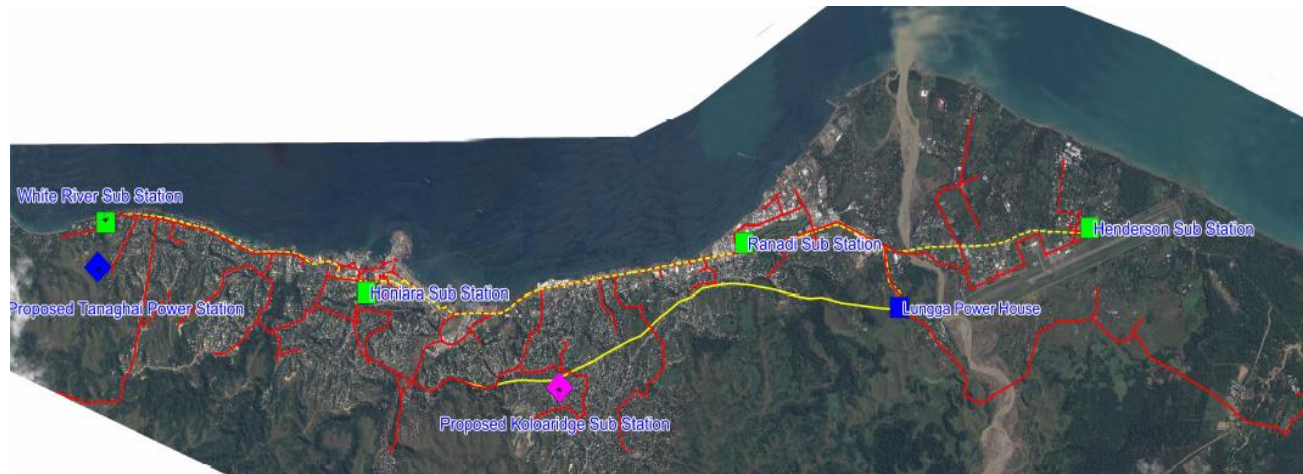 White River Sub Station
Proposed Tanaghai Power Station
Honiara Sub Station
Ranadi Sub Station
Henderson Sub Station
Lungga Power House
Proposed Koloaridge Sub Station